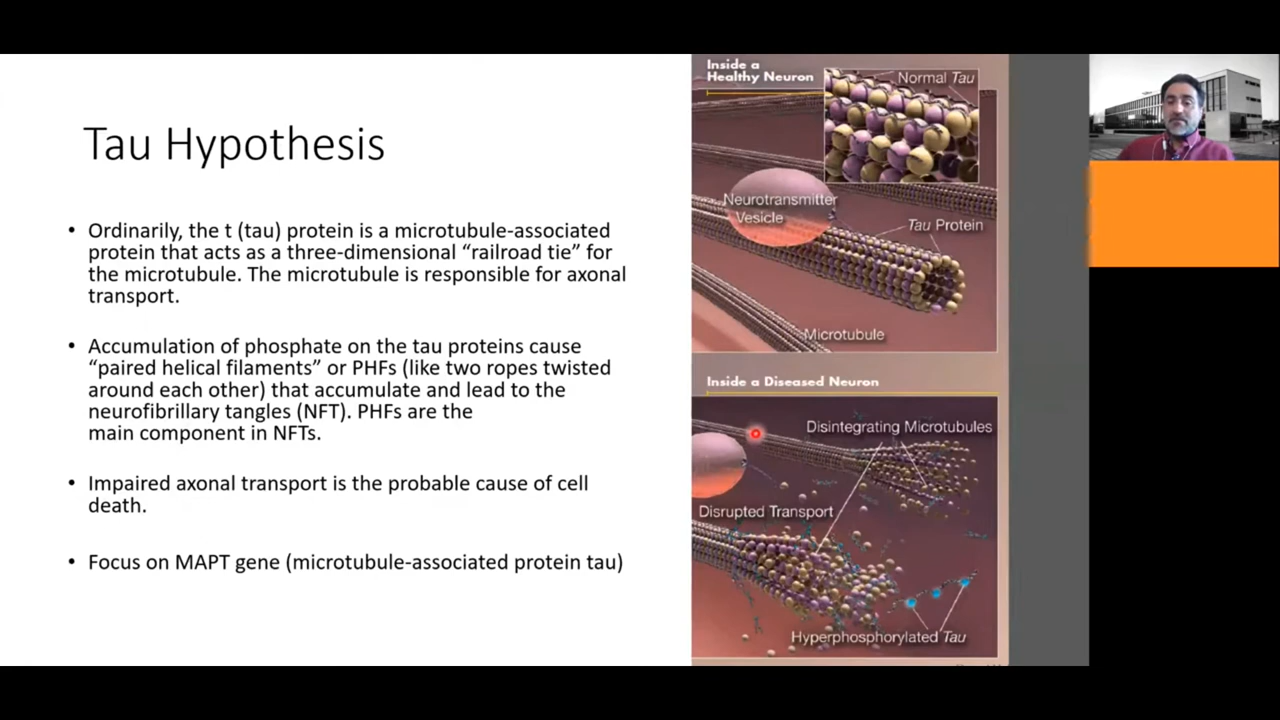 Tau Hypothesis
• Ordinarily, the t (tau) protein is a microtubule-associated
protein that acts as a three-dimensional “railroad tie” for
the microtubule. The microtubule is responsible for axonal
transport.
• Accumulation of phosphate on the tau proteins cause
“paired helical filaments” or PHFs (like two ropes twisted
around each other) that accumulate and lead to the
neurofibrillary tangles (NFT). PHFs are the
main component in NFTs.
• Impaired axonal transport is the probable cause of cell
death.
• Focus on MAPT gene (microtubule-associated protein tau)
Inside a
Healthy Neuron
Normal Tau
Neurotransmitter
Vesicle
Tau Protein
Microtubule
Inside a Diseased Neuron
Disintegrating Microtubules
Disrupted Transport
Hyperphosphorylated Tau